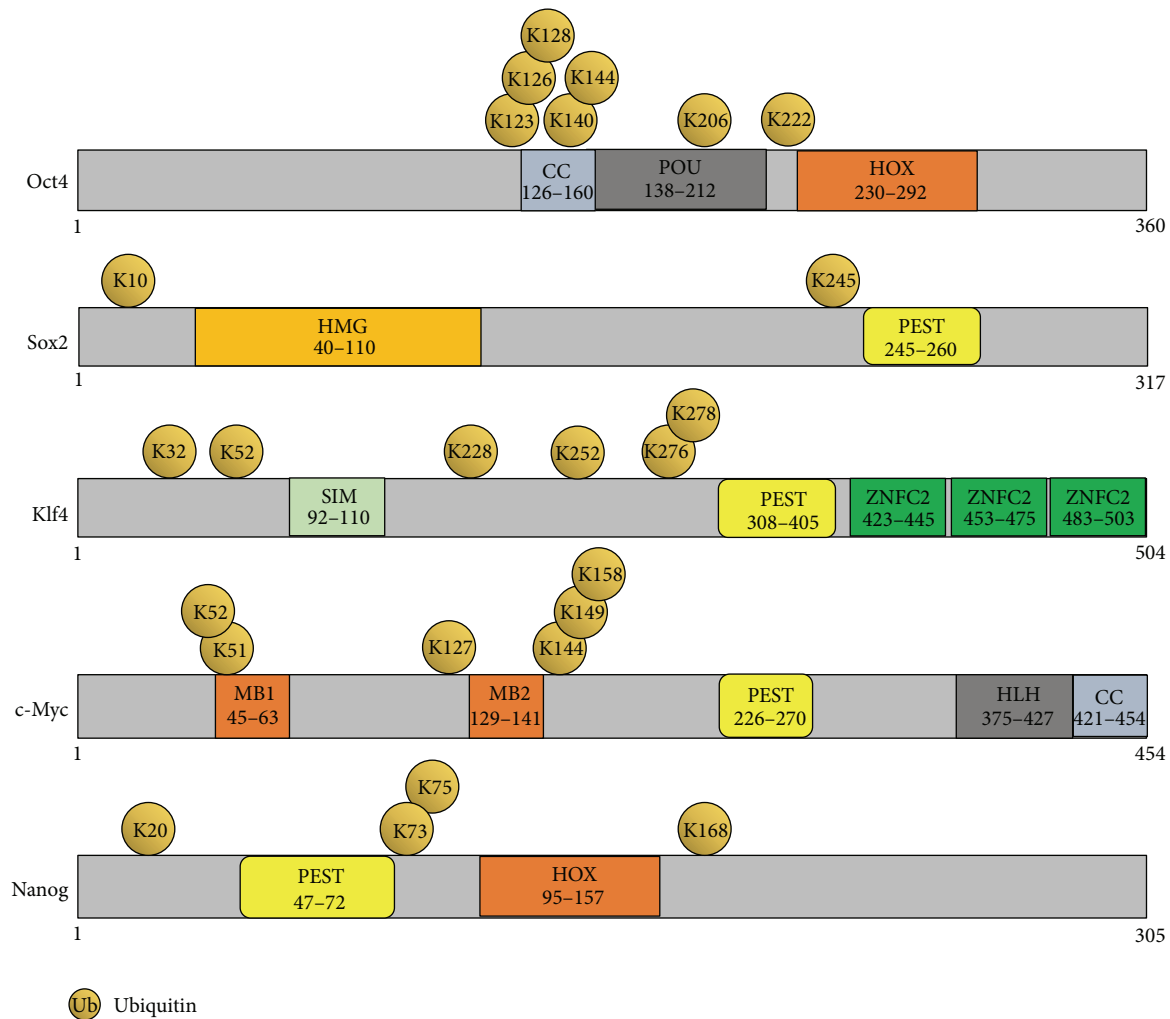 K128
K126
K144
K123
K140
K206
K222
Oct4
CC
126–160
POU
138–212
HOX
230–292
1
360
K10
K245
Sox2
HMG
40–110
PEST
245–260
1
317
K278
K32
K52
K228
K252
K276
Klf4
SIM
92–110
PEST
308–405
ZNFC2
423–445
ZNFC2
453–475
ZNFC2
483–503
1
504
K158
K52
K149
K51
K127
K144
c-Myc
MB1
45–63
MB2
129–141
PEST
226–270
HLH
375–427
CC
421–454
1
454
K75
K20
K73
K168
Nanog
PEST
47–72
HOX
95–157
1
305
Ub Ubiquitin